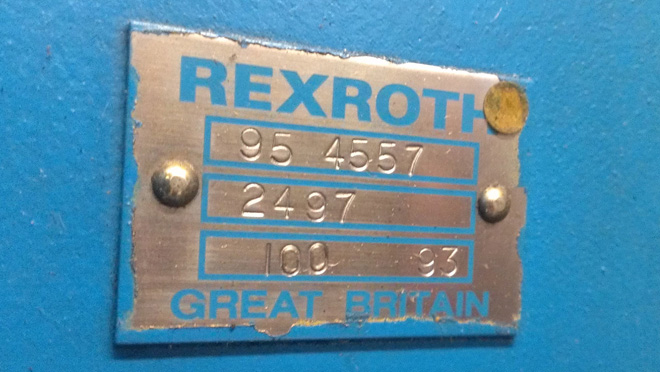 REXROTH
95 4557
2497
100 93
GREAT BRITAIN